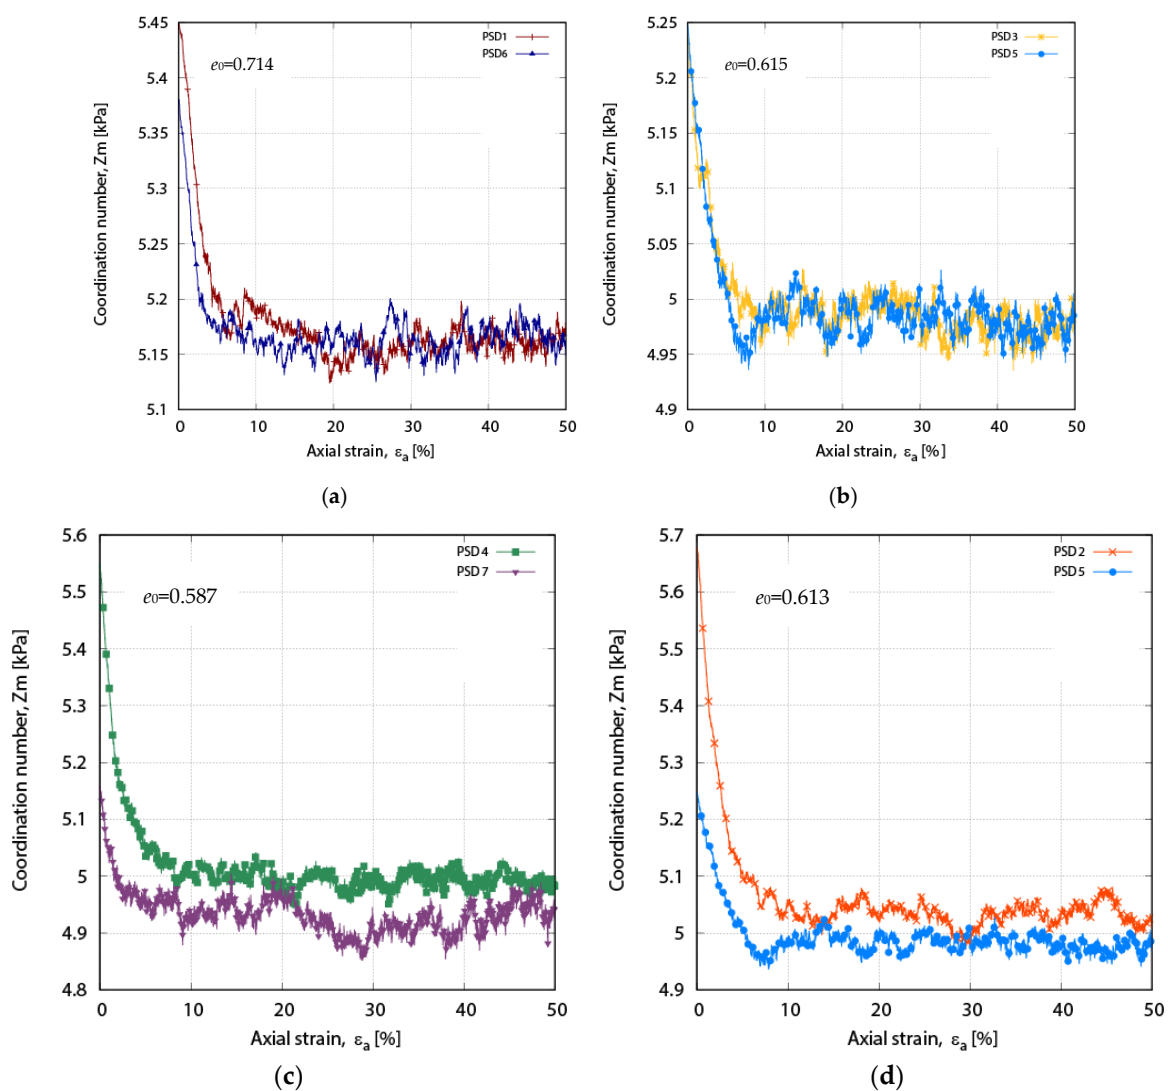 5.45
5.4
5.35
5.3
5.25
5.2
5.15
5.1
0 10 20 30 40 50
Coordination number, Zm [kPa]
Axial strain, εa [%]
PSD1
PSD6
e0=0.714
(a)
5.25
5.2
5.15
5.1
5.05
5
4.95
4.9
0 10 20 30 40 50
Coordination number, Zm [kPa]
Axial strain, εa [%]
PSD3
PSD5
e0=0.615
(b)
5.6
5.5
5.4
5.3
5.2
5.1
5
4.9
4.8
0 10 20 30 40 50
Coordination number, Zm [kPa]
Axial strain, εa [%]
PSD4
PSD7
e0=0.587
(c)
5.7
5.6
5.5
5.4
5.3
5.2
5.1
5
4.9
0 10 20 30 40 50
Coordination number, Zm [kPa]
Axial strain, εa [%]
PSD2
PSD5
e0=0.613
(d)